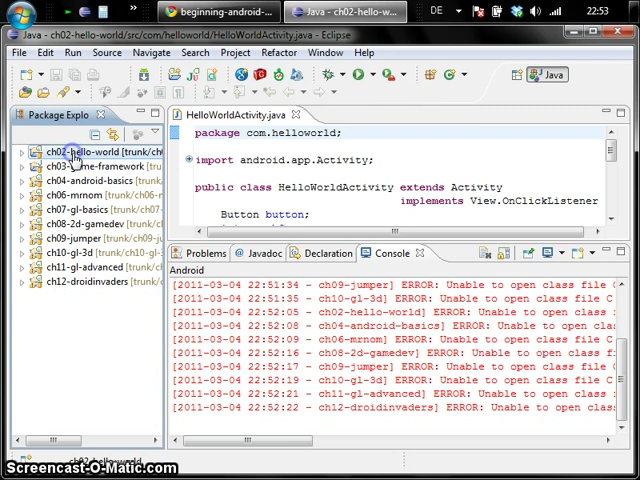 beginning-android-...
Java - ch02-hello-w...
DE
22:53
Java - ch02-hello-world/src/com/helloworld/HelloWorldActivity.java - Eclipse
File Edit Run Source Navigate Search Project Refactor Window Help
Java
Package Explo
HelloWorldActivity.java
ch02-hello-world [trunk/ch
-framework [tru
ch04-android-basics [trunk/
ch06-mrnom [trunk/ch06-m
ch07-gl-basics [trunk/ch07-
ch08-2d-gamedev [trunk/ch
ch09-jumper [trunk/ch09-ju
ch10-gl-3d [trunk/ch10-gl-3
ch11-gl-advanced [trunk/ch
ch12-droidinvaders [trunk/c
package com.helloworld;
import android.app.Activity;
public class HelloWorldActivity extends Activity
implements View.OnClickListener
Button button;
Problems Javadoc Declaration Console
Android
[2011-03-04 22:51:34 - ch09-jumper] ERROR: Unable to open class file C
[2011-03-04 22:51:35 - ch10-gl-3d] ERROR: Unable to open class file C:
[2011-03-04 22:52:05 - ch02-hello-world] ERROR: Unable to open class f
[2011-03-04 22:52:08 - ch04-android-basics] ERROR: Unable to open clas
[2011-03-04 22:52:09 - ch06-mrnom] ERROR: Unable to open class file C:
[2011-03-04 22:52:16 - ch08-2d-gamedev] ERROR: Unable to open class fi
[2011-03-04 22:52:17 - ch09-jumper] ERROR: Unable to open class file C
[2011-03-04 22:52:19 - ch10-gl-3d] ERROR: Unable to open class file C:
[2011-03-04 22:52:21 - ch11-gl-advanced] ERROR: Unable to open class f
[2011-03-04 22:52:22 - ch12-droidinvaders] ERROR: Unable to open class
ch02-hello-world
Screencast-O-Matic.com